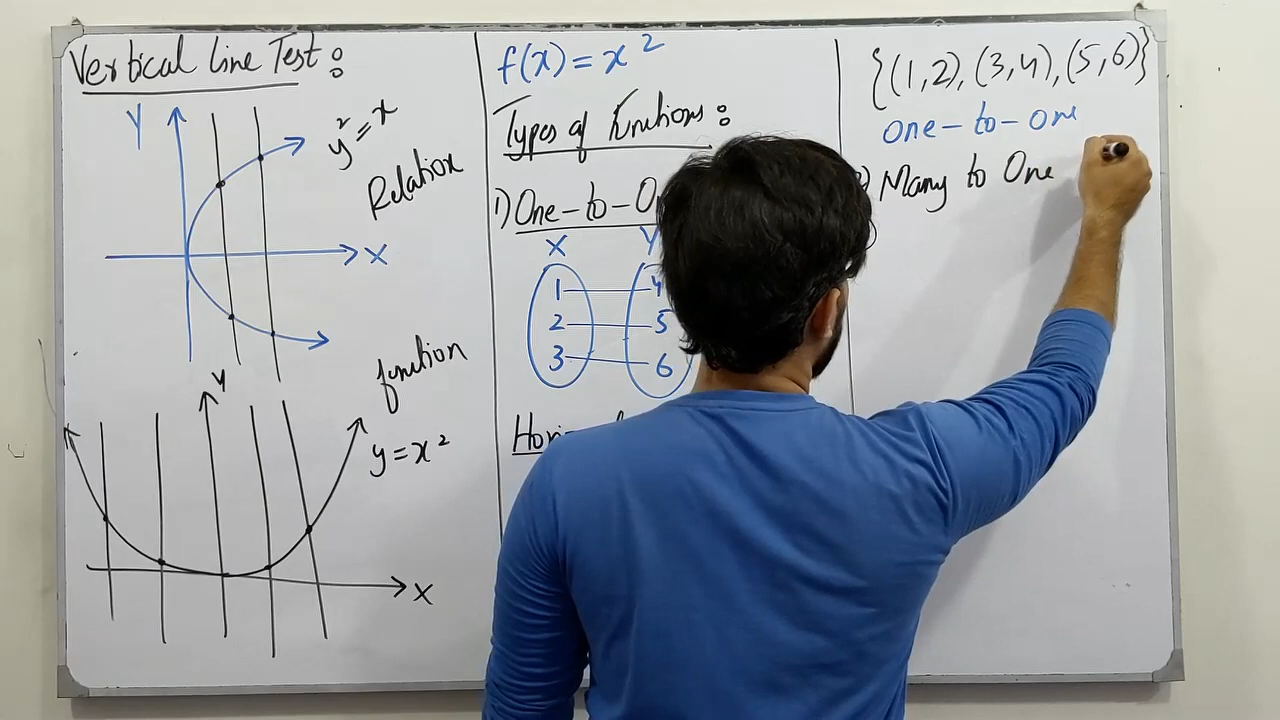 Vertical Line Test :
Y
y² = x
Relation
X
function
y
y = x²
X
f(x) = x²
Types of Functions :
1) One-to-O
X Y
1 4
2 5
3 6
{(1,2), (3,4), (5,6)}
one-to-one
Many to One